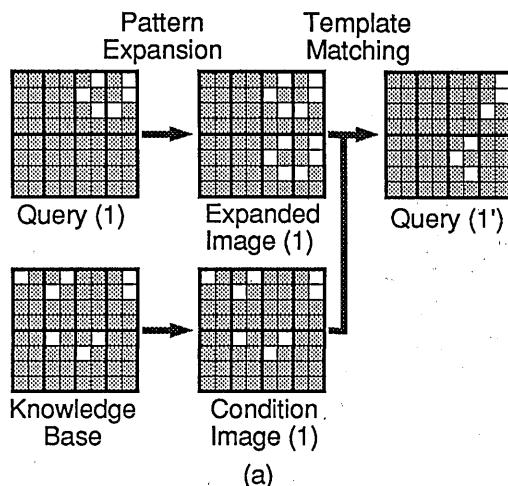 Pattern
Expansion
Template
Matching
Query (1)
Expanded
Image (1)
Query (1')
Knowledge
Base
Condition
Image (1)
(a)